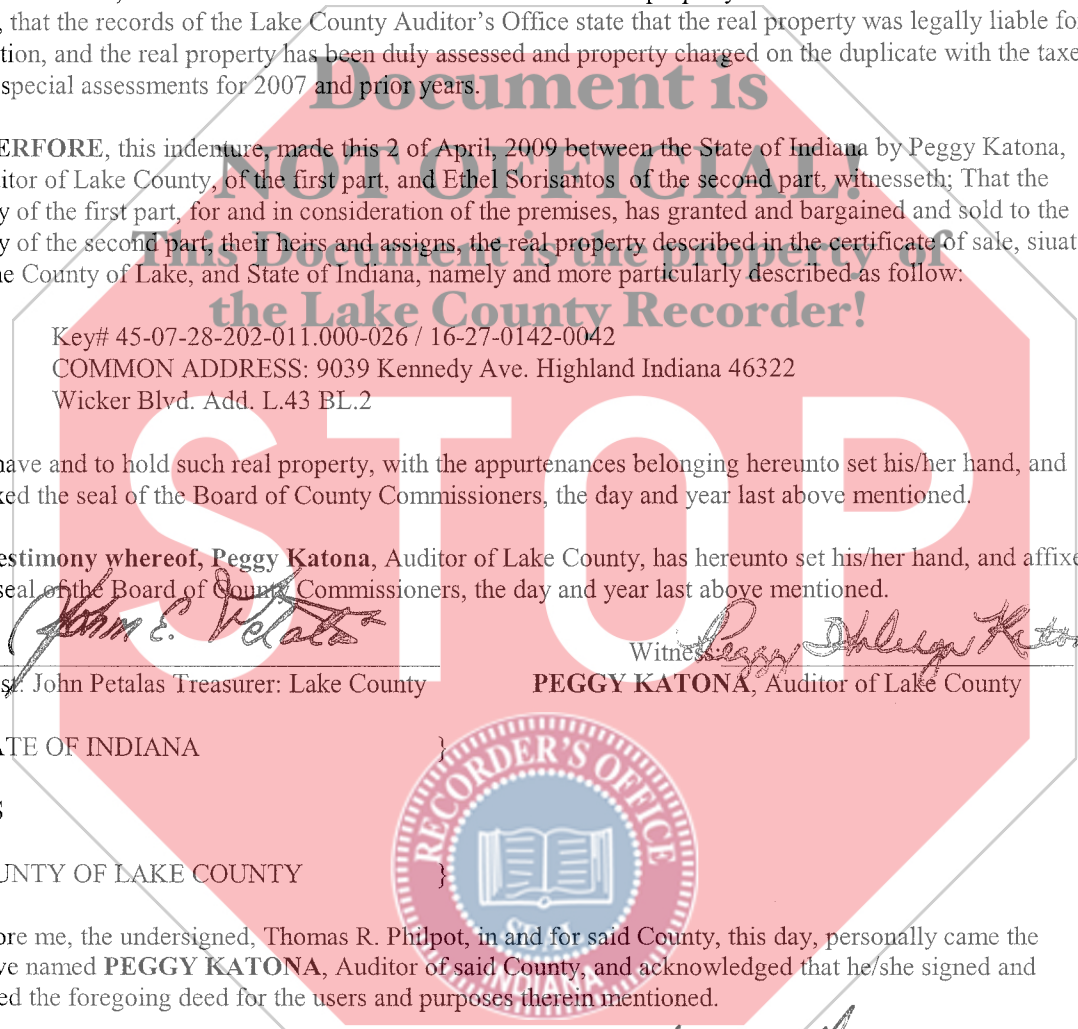 , that the records of the Lake County Auditor's Office state that the real property was legally liable fo
tion, and the real property has been duly assessed and property charged on the duplicate with the taxe
special assessments for 2007 and prior years.
Document is
ERFORE, this indenture, made this 2 of April, 2009 between the State of Indiana by Peggy Katona,
NOT OFFICIAL!
itor of Lake County, of the first part, and Ethel Sorisantos of the second part, witnesseth; That the
y of the first part, for and in consideration of the premises, has granted and bargained and sold to the
y of the second part, their heirs and assigns, the real property described in the certificate of sale, siuat
This Document is the property of
e County of Lake, and State of Indiana, namely and more particularly described as follow:
the Lake County Recorder!
Key# 45-07-28-202-011.000-026 / 16-27-0142-0042
COMMON ADDRESS: 9039 Kennedy Ave. Highland Indiana 46322
Wicker Blvd. Add. L.43 BL.2
STOP
have and to hold such real property, with the appurtenances belonging hereunto set his/her hand, and
xed the seal of the Board of County Commissioners, the day and year last above mentioned.
estimony whereof, Peggy Katona, Auditor of Lake County, has hereunto set his/her hand, and affixe
seal of the Board of County Commissioners, the day and year last above mentioned.
John E. Petalas
Witness: Peggy Katon
st: John Petalas Treasurer: Lake County
PEGGY KATONA, Auditor of Lake County
ATE OF INDIANA }
S
UNTY OF LAKE COUNTY }
RECORDER'S OFFICE
SEAL
INDIANA
ore me, the undersigned, Thomas R. Philpot, in and for said County, this day, personally came the
ve named PEGGY KATONA, Auditor of said County, and acknowledged that he/she signed and
ed the foregoing deed for the users and purposes therein mentioned.